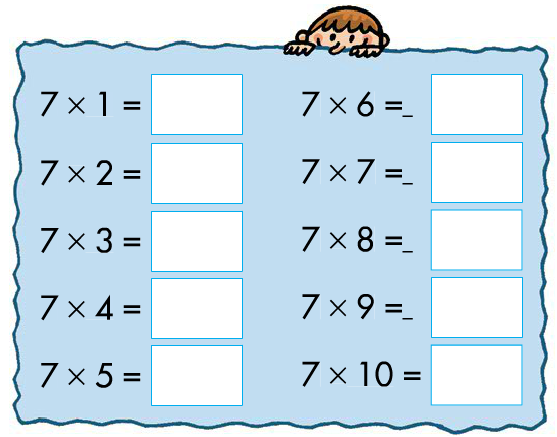 7 × 1 =
7 × 2 =
7 × 3 =
7 × 4 =
7 × 5 =
7 × 6 =_
7 × 7 =_
7 × 8 =_
7 × 9 =_
7 × 10 =